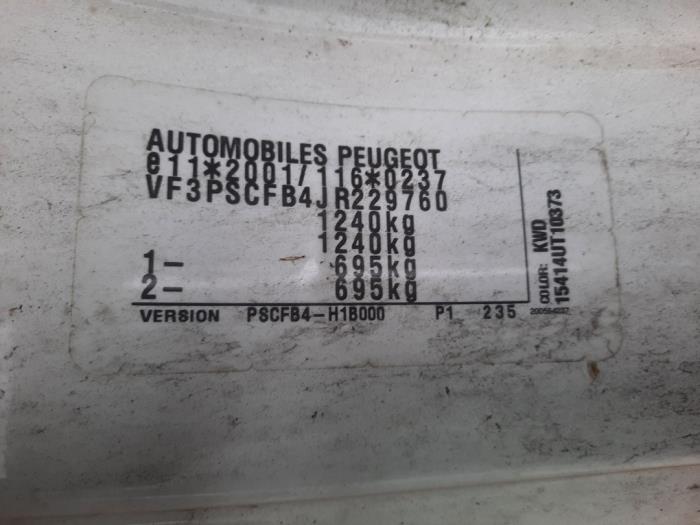 AUTOMOBILES PEUGEOT
e11*2001/116*0237
VF3PSCFB4JR229760
1240kg
1240kg
1- 695kg
2- 695kg
VERSION PSCFB4-H1B000 P1 235
COLOR: KWD
15414UT10373